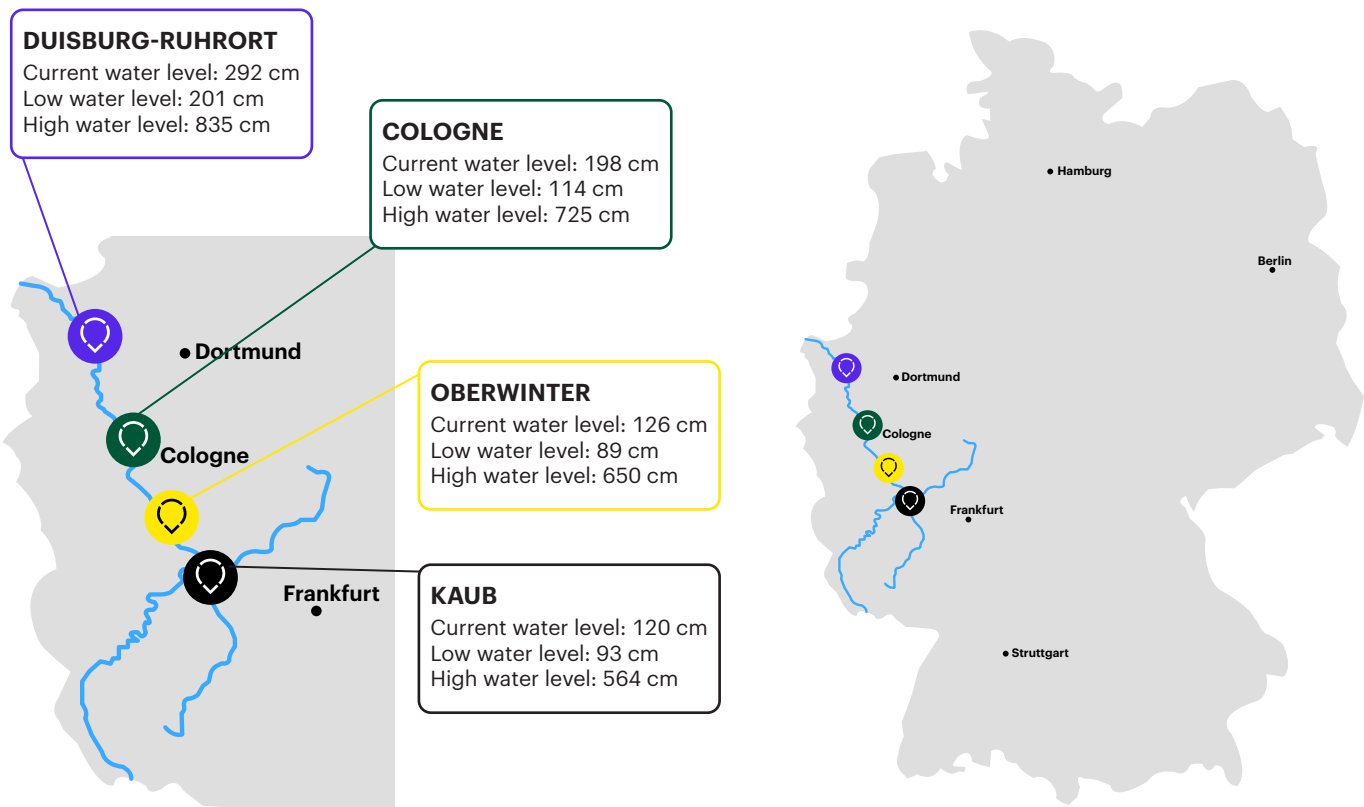 DUISBURG-RUHRORT
Current water level: 292 cm
Low water level: 201 cm
High water level: 835 cm
COLOGNE
Current water level: 198 cm
Low water level: 114 cm
High water level: 725 cm
Dortmund
Cologne
OBERWINTER
Current water level: 126 cm
Low water level: 89 cm
High water level: 650 cm
Frankfurt
KAUB
Current water level: 120 cm
Low water level: 93 cm
High water level: 564 cm
Hamburg
Berlin
Dortmund
Cologne
Frankfurt
Struttgart